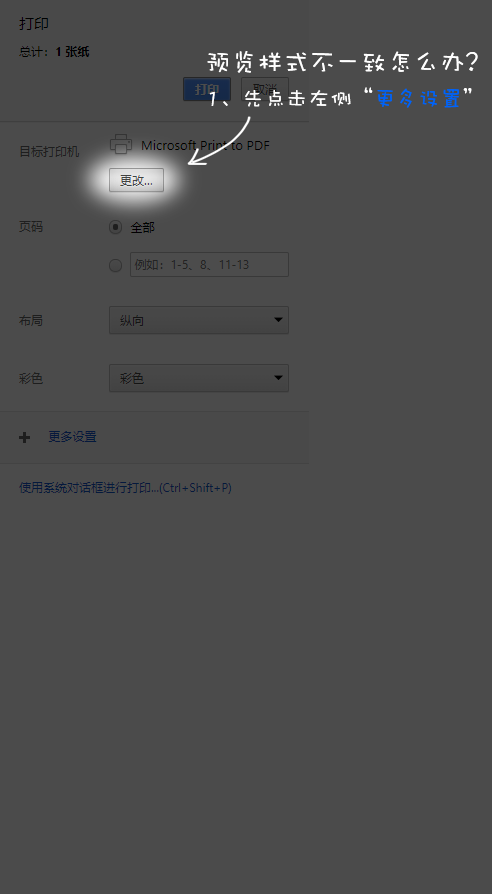 打印
总计：1 张纸
预览样式不一致怎么办？
打印 取消
1、先点击左侧“更多设置”
目标打印机 Microsoft Print to PDF
更改...
页码 全部
例如：1-5、8、11-13
布局 纵向
彩色 彩色
更多设置
使用系统对话框进行打印...(Ctrl+Shift+P)